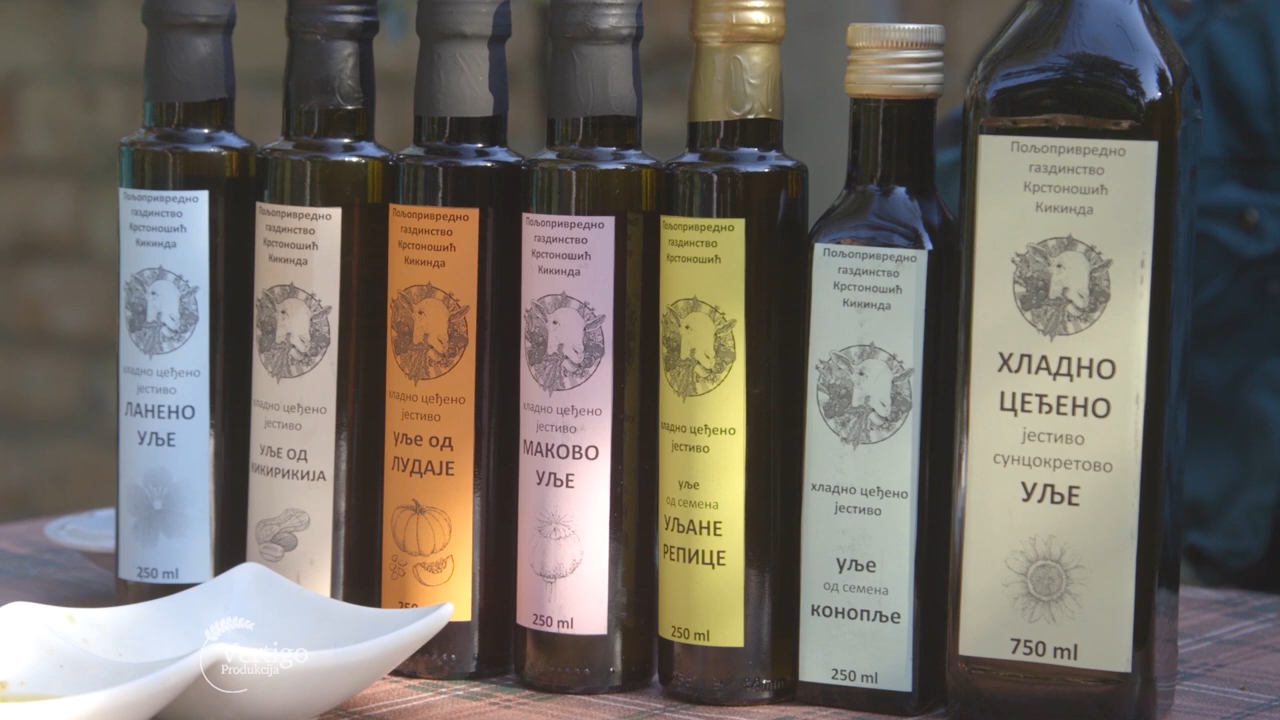 Пољопривредно
газдинство
Крстоношић
Кикинда
хладно цеђено
јестиво
ЛАНЕНО
УЉЕ
250 ml
Пољопривредно
газдинство
Крстоношић
Кикинда
хладно цеђено
јестиво
УЉЕ ОД
КИКИРИКИЈА
Пољопривредно
газдинство
Крстоношић
Кикинда
хладно цеђено
јестиво
уље од
ЛУДАЈЕ
250
Пољопривредно
газдинство
Крстоношић
Кикинда
хладно цеђено
јестиво
МАКОВО
УЉЕ
250 ml
Пољопривредно
газдинство
Крстоношић
хладно цеђено
јестиво
уље
од семена
УЉАНЕ
РЕПИЦЕ
250 ml
Пољопривредно
газдинство
Крстоношић
Кикинда
хладно цеђено
јестиво
уље
од семена
КОНОПЉЕ
250 ml
Пољопривредно
газдинство
Крстоношић
Кикинда
ХЛАДНО
ЦЕЂЕНО
јестиво
сунцокретово
УЉЕ
750 ml
Vertigo
Produkcija